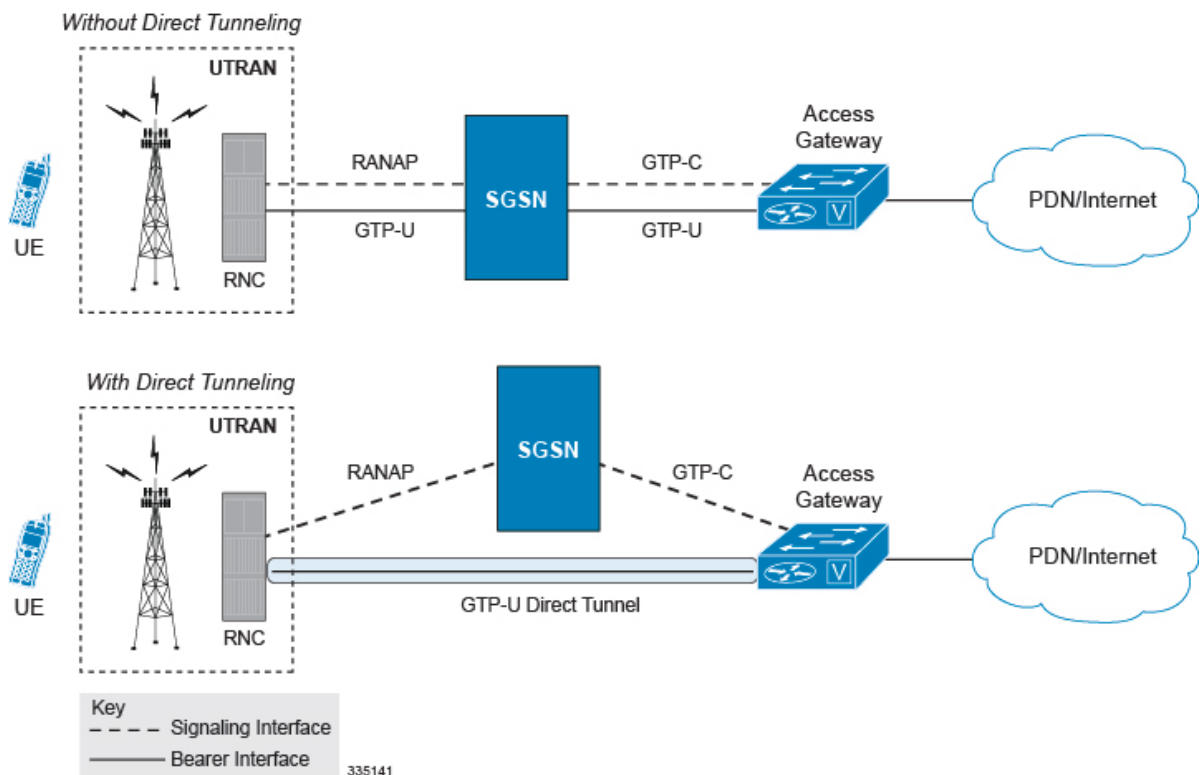 Without Direct Tunneling
UTRAN
Access
Gateway
RANAP
GTP-C
SGSN
PDN/Internet
GTP-U
GTP-U
V
UE
RNC
With Direct Tunneling
UTRAN
SGSN
RANAP
GTP-C
Access
Gateway
PDN/Internet
V
GTP-U Direct Tunnel
UE
RNC
Key
Signaling Interface
Bearer Interface
335141